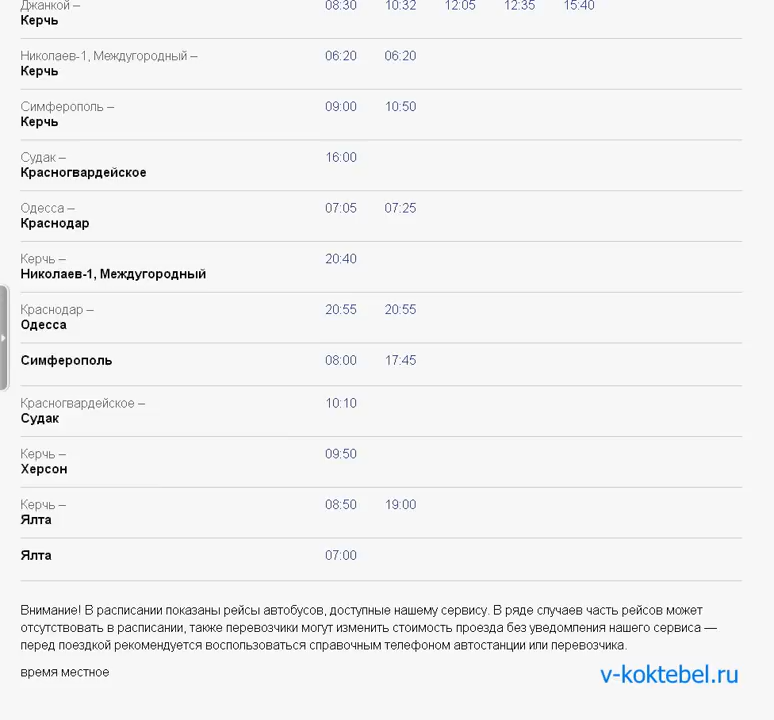 Джанкой –
08:30 10:32 12:05 12:35 15:40
Керчь
Николаев-1, Междугородный –
06:20 06:20
Керчь
Симферополь –
09:00 10:50
Керчь
Судак –
16:00
Красногвардейское
Одесса –
07:05 07:25
Краснодар
Керчь –
20:40
Николаев-1, Междугородный
Краснодар –
20:55 20:55
Одесса
Симферополь
08:00 17:45
Красногвардейское –
10:10
Судак
Керчь –
09:50
Херсон
Керчь –
08:50 19:00
Ялта
Ялта
07:00
Внимание! В расписании показаны рейсы автобусов, доступные нашему сервису. В ряде случаев часть рейсов может
отсутствовать в расписании, также перевозчики могут изменить стоимость проезда без уведомления нашего сервиса —
перед поездкой рекомендуется воспользоваться справочным телефоном автостанции или перевозчика.
время местное
v-koktebel.ru